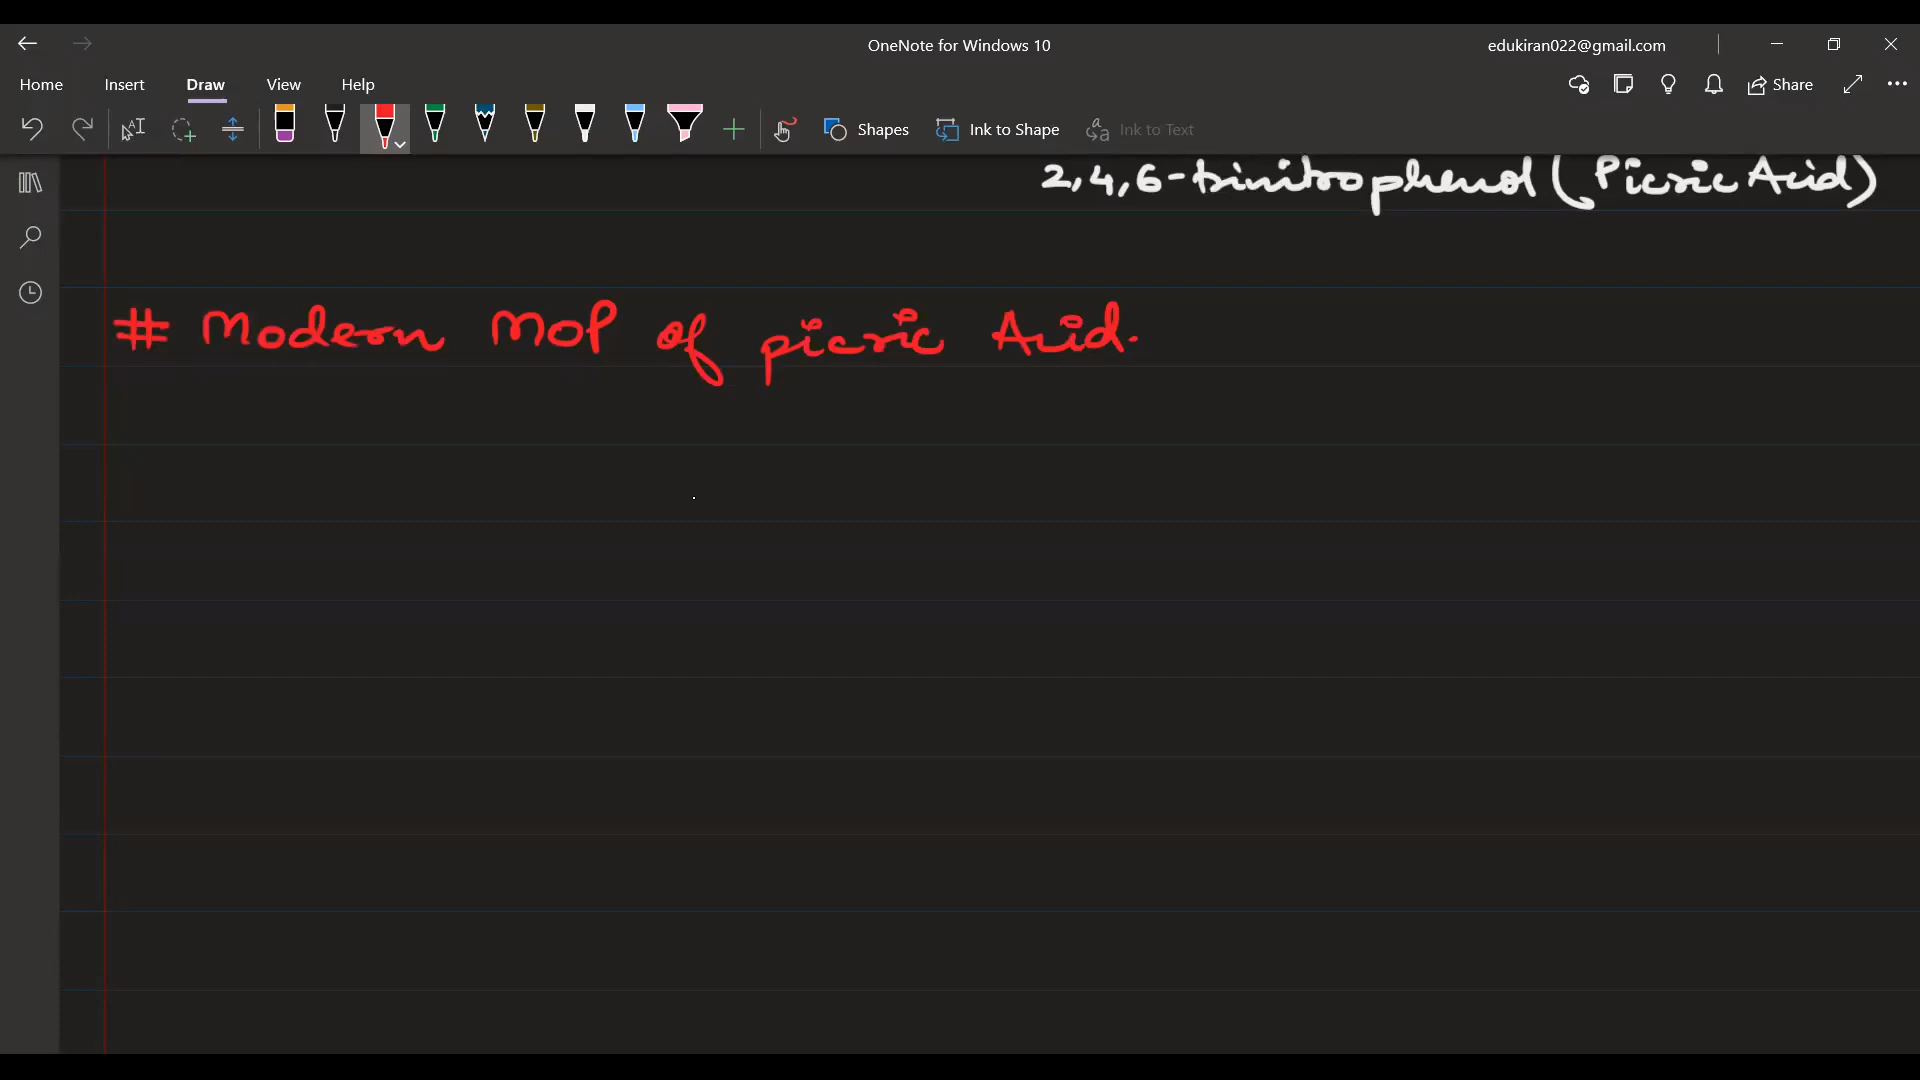 OneNote for Windows 10
edukiran022@gmail.com
Home Insert Draw View Help
Share
Shapes Ink to Shape Ink to Text
2,4,6-trinitrophenol (Picric Acid)
# Modern MOP of picric Acid.